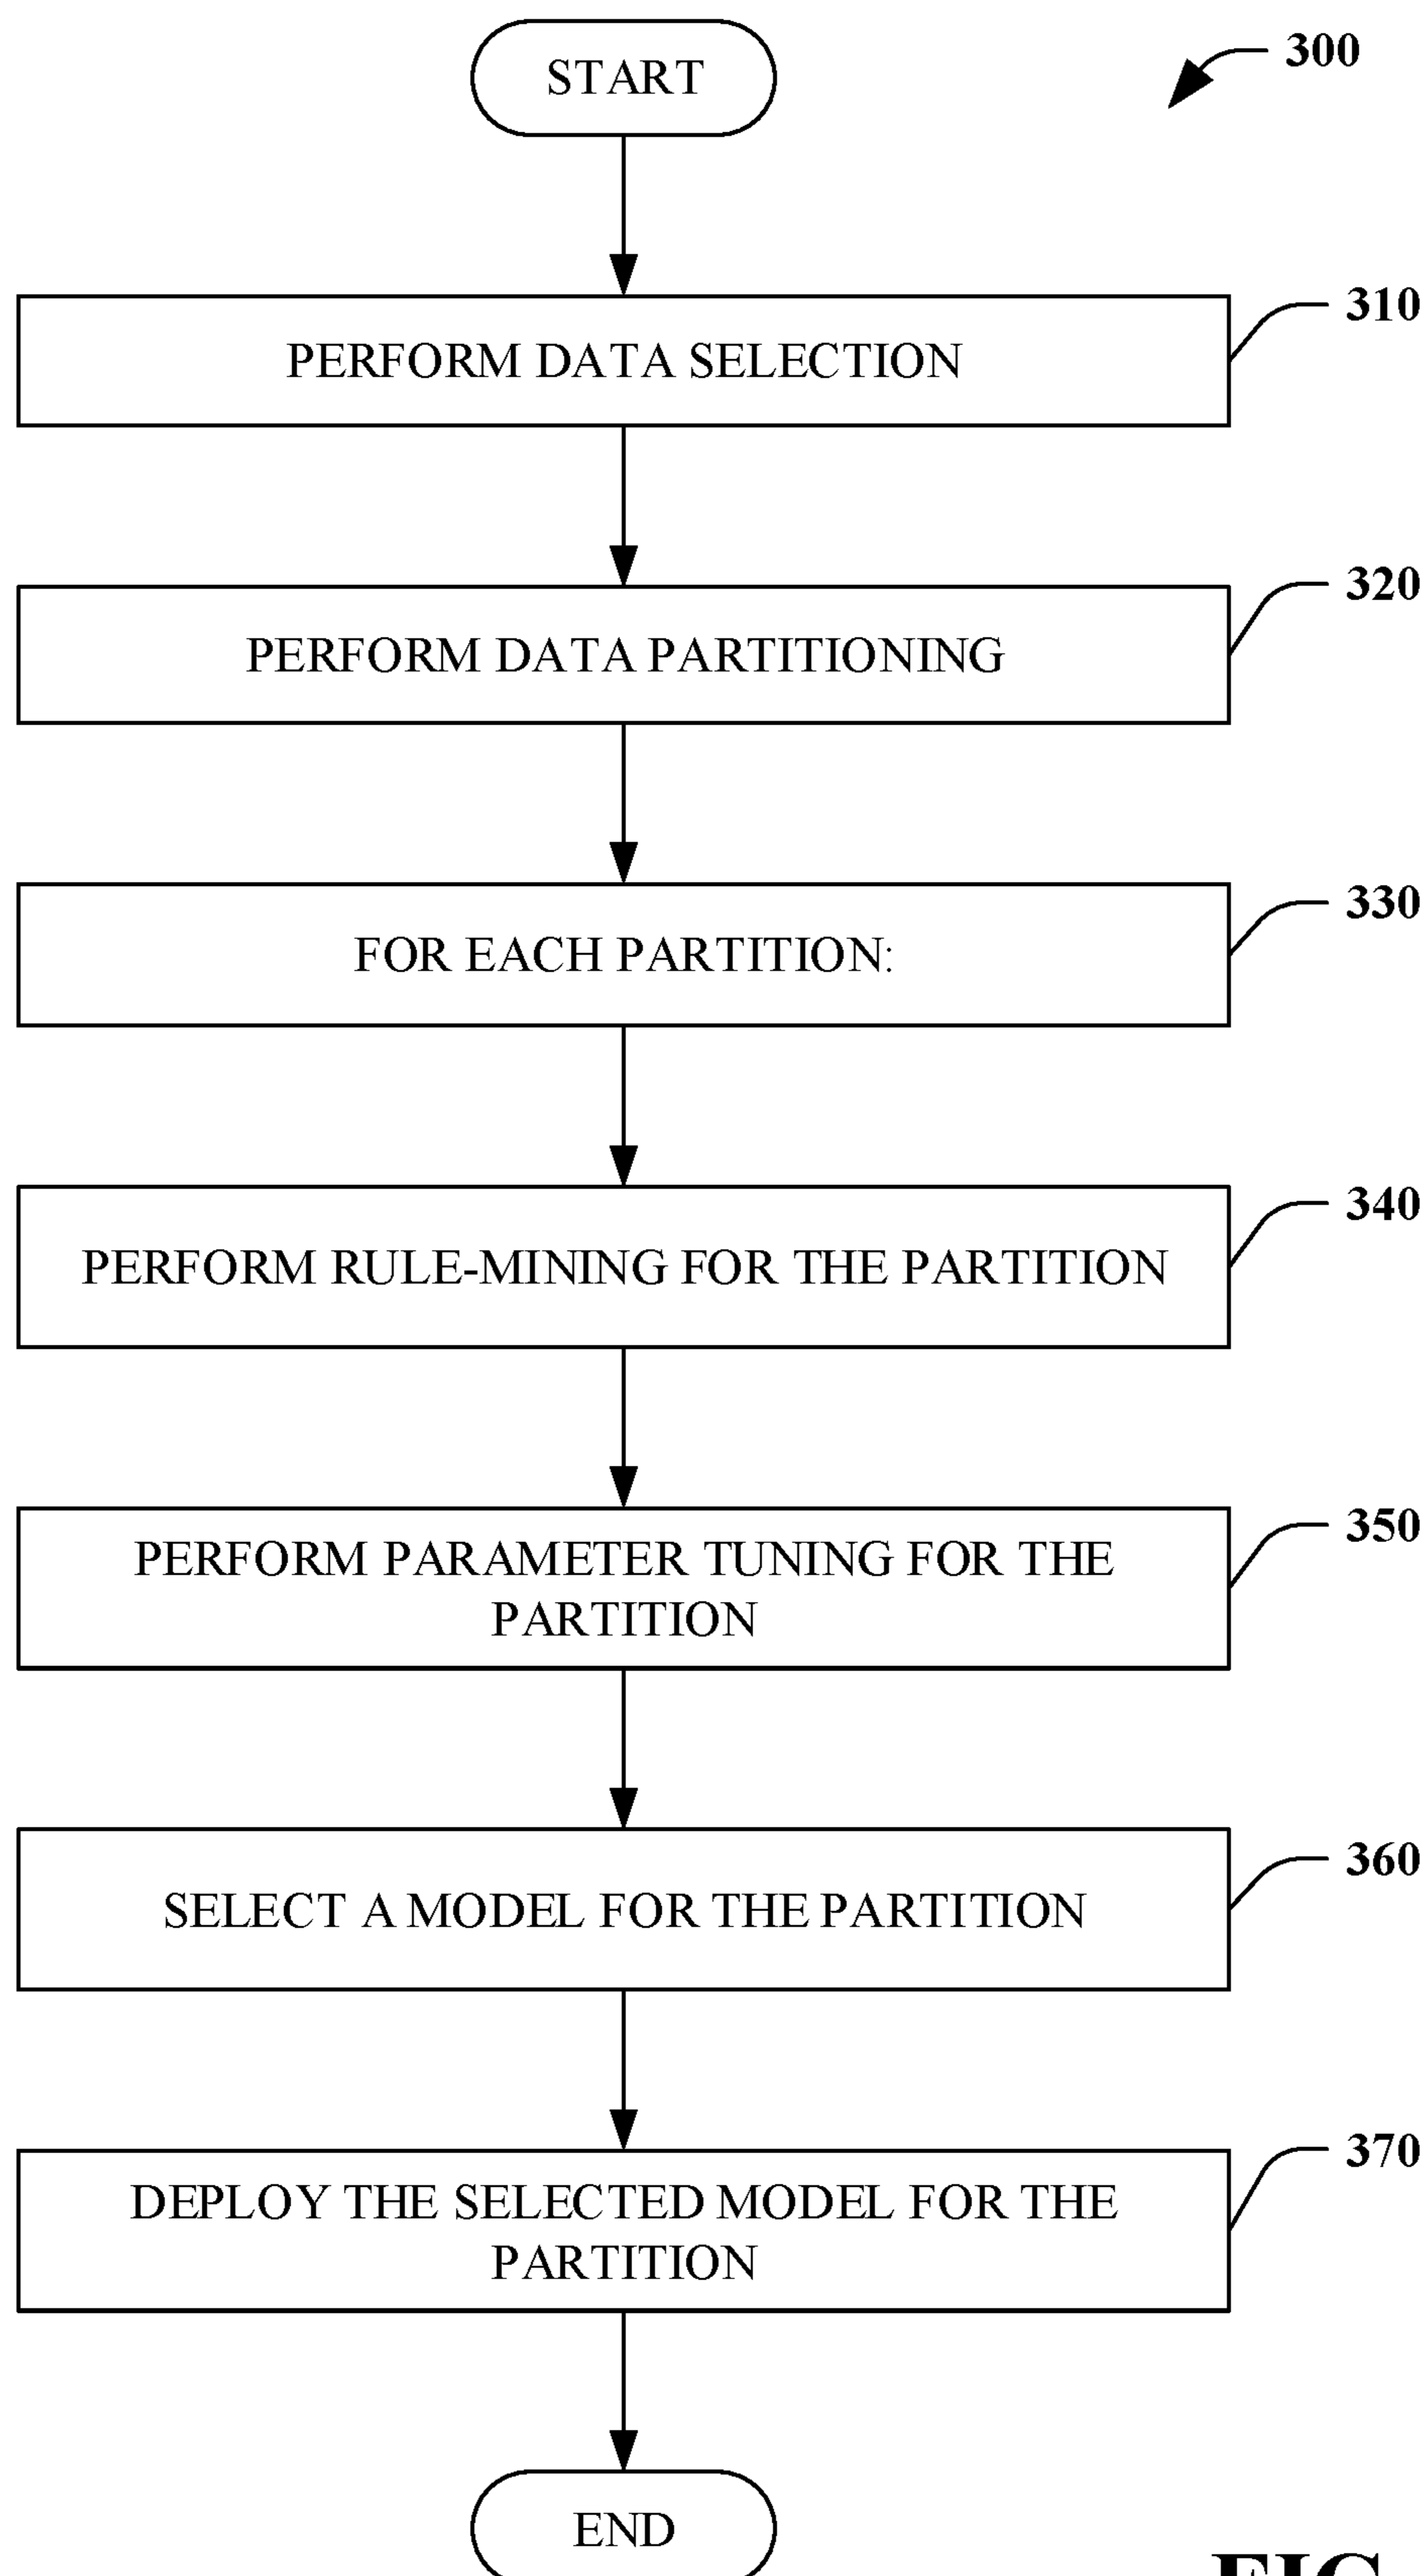 START
300
PERFORM DATA SELECTION
310
PERFORM DATA PARTITIONING
320
FOR EACH PARTITION:
330
PERFORM RULE-MINING FOR THE PARTITION
340
PERFORM PARAMETER TUNING FOR THE
PARTITION
350
SELECT A MODEL FOR THE PARTITION
360
DEPLOY THE SELECTED MODEL FOR THE
PARTITION
370
END